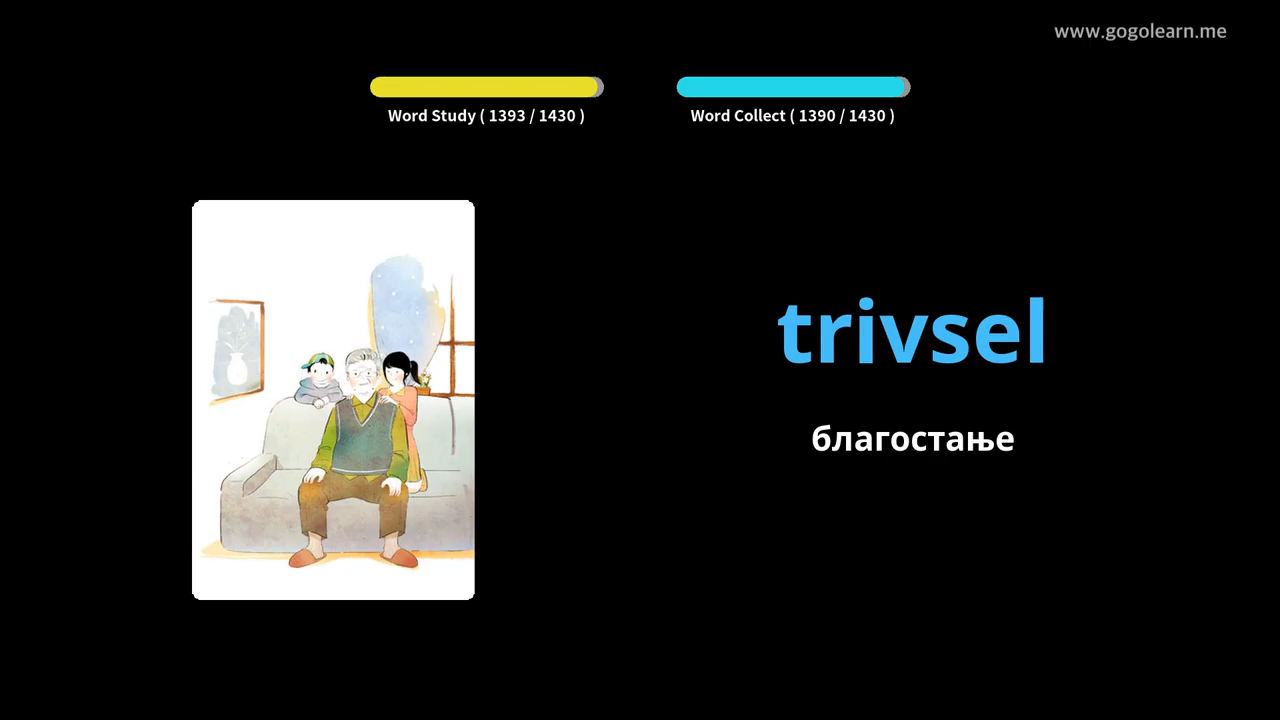 www.gogolearn.me
Word Study ( 1393 / 1430 )
Word Collect ( 1390 / 1430 )
trivsel
благостање